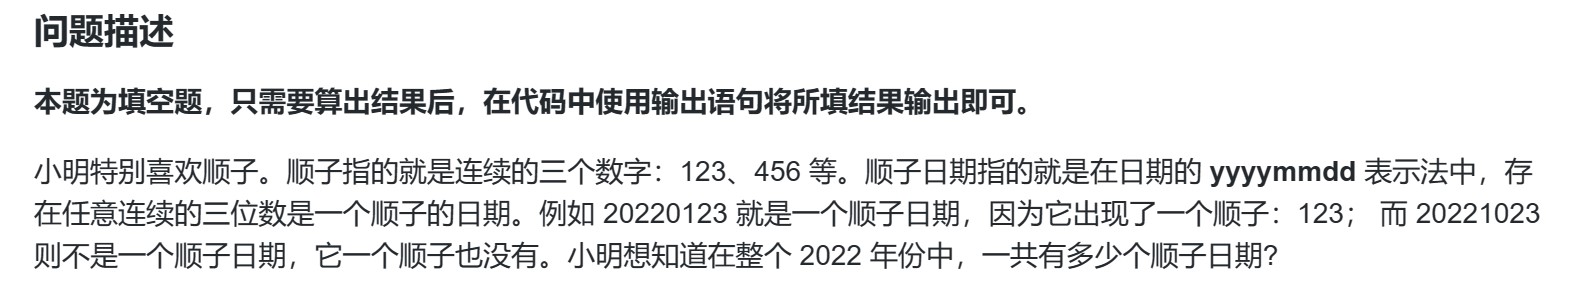 问题描述
本题为填空题，只需要算出结果后，在代码中使用输出语句将所填结果输出即可。
小明特别喜欢顺子。顺子指的就是连续的三个数字：123、456 等。顺子日期指的就是在日期的 yyyymmdd 表示法中，存
在任意连续的三位数是一个顺子的日期。例如 20220123 就是一个顺子日期，因为它出现了一个顺子：123； 而 20221023
则不是一个顺子日期，它一个顺子也没有。小明想知道在整个 2022 年份中，一共有多少个顺子日期?